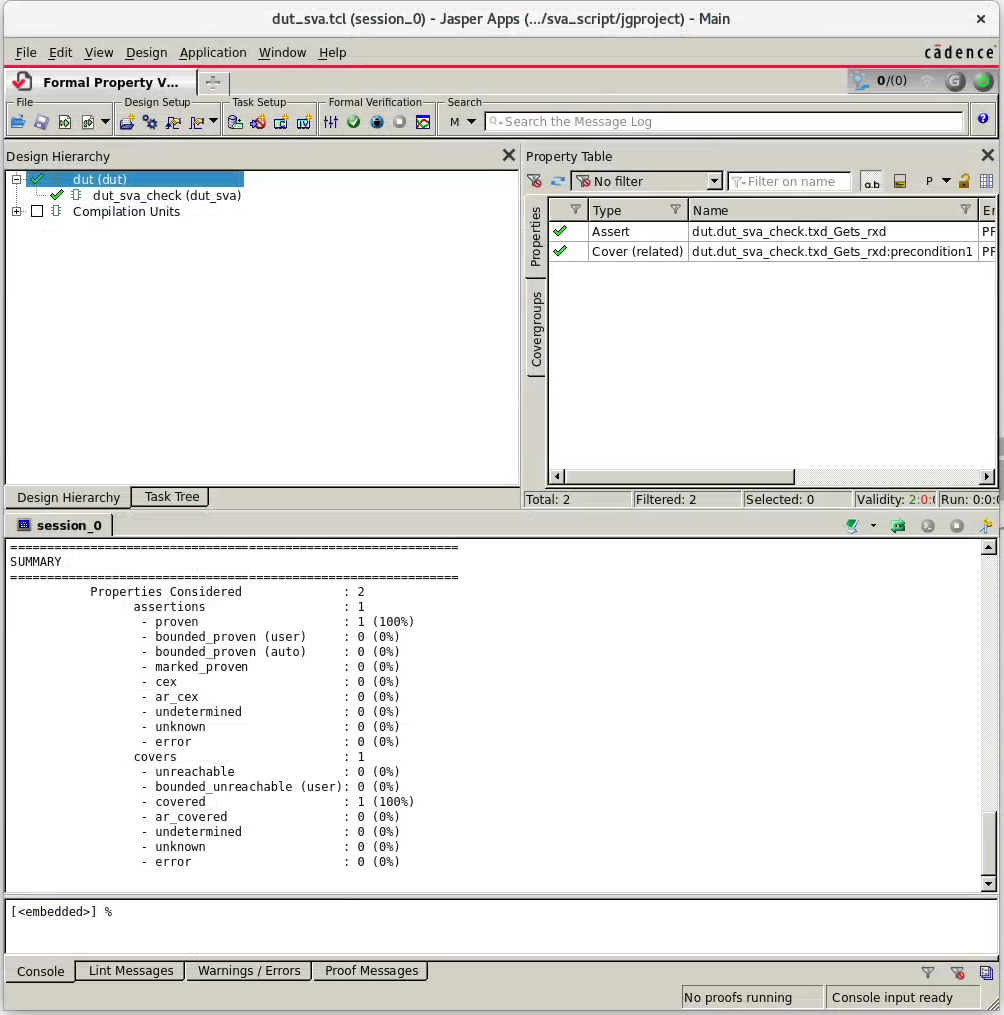 dut_sva.tcl (session_0) - Jasper Apps (.../sva_script/jgproject) - Main
File Edit View Design Application Window Help
cādence
Formal Property V...
0/(0)
G
File
Design Setup
Task Setup
Formal Verification
Search
M
Search the Message Log
Design Hierarchy
dut (dut)
dut_sva_check (dut_sva)
Compilation Units
Design Hierarchy
Task Tree
Property Table
No filter
Filter on name
a.b
P
Properties
Covergroups
Type Name
Assert dut.dut_sva_check.txd_Gets_rxd
Cover (related) dut.dut_sva_check.txd_Gets_rxd:precondition1
Total: 2 Filtered: 2 Selected: 0 Validity: 2:0:0 Run: 0:0:0
session_0
==============================================================
SUMMARY
==============================================================
Properties Considered : 2
assertions : 1
- proven : 1 (100%)
- bounded_proven (user) : 0 (0%)
- bounded_proven (auto) : 0 (0%)
- marked_proven : 0 (0%)
- cex : 0 (0%)
- ar_cex : 0 (0%)
- undetermined : 0 (0%)
- unknown : 0 (0%)
- error : 0 (0%)
covers : 1
- unreachable : 0 (0%)
- bounded_unreachable (user): 0 (0%)
- covered : 1 (100%)
- ar_covered : 0 (0%)
- undetermined : 0 (0%)
- unknown : 0 (0%)
- error : 0 (0%)
[<embedded>] %
Console
Lint Messages
Warnings / Errors
Proof Messages
No proofs running
Console input ready